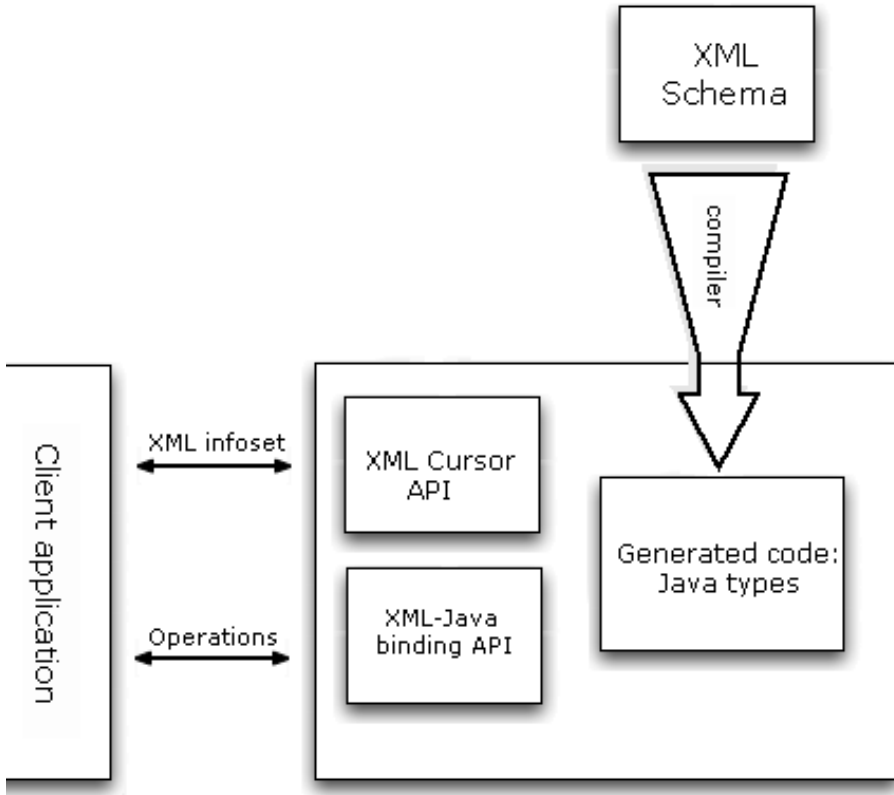 XML
Schema
compiler
Client application
XML infoset
XML Cursor
API
Generated code:
Java types
Operations
XML-Java
binding API